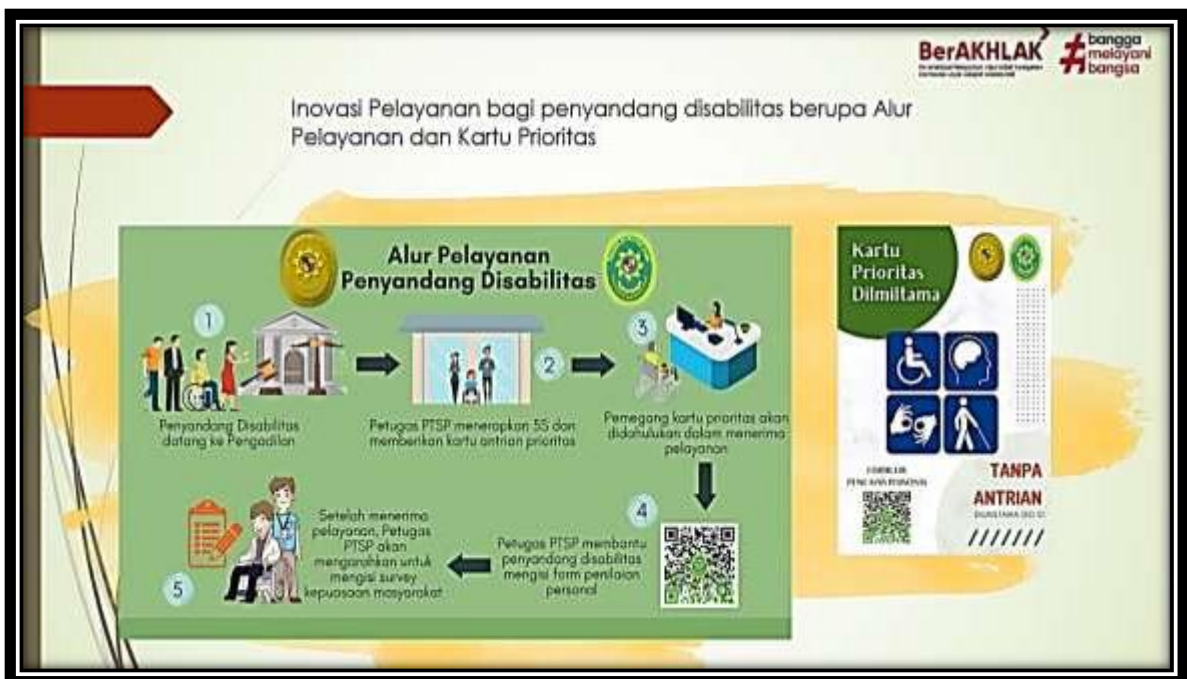 BerAKHLAK
#bangga
melayani
bangsa
Inovasi Pelayanan bagi penyandang disabilitas berupa Alur
Pelayanan dan Kartu Prioritas
Alur Pelayanan
Penyandang Disabilitas
1
Penyandang Disabilitas
datang ke Pengadilan
2
Petugas PTSP menerapkan 5S dan
memberikan kartu antrian prioritas
3
Pemegang kartu prioritas akan
didahulukan dalam menerima
pelayanan
4
Petugas PTSP membantu
penyandang disabilitas
mengisi form penilaian
personal
5
Setelah menerima
pelayanan, Petugas
PTSP akan
mengarahkan untuk
mengisi survey
kepuasaan masyarakat
Kartu
Prioritas
Dilmiltama
TANPA
ANTRIAN